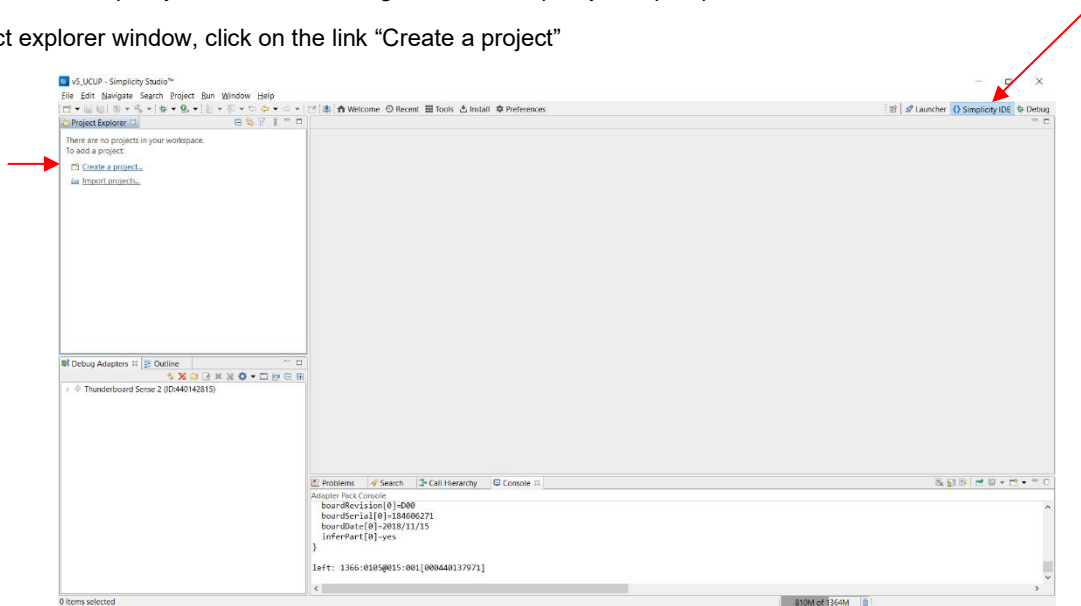 ct explorer window, click on the link “Create a project”
v5_UCUP - Simplicity Studio™
File Edit Navigate Search Project Run Window Help
Welcome Recent Tools Install Preferences
Launcher {} Simplicity IDE Debug
Project Explorer
There are no projects in your workspace.
To add a project:
Create a project...
Import projects...
Debug Adapters Outline
Thunderboard Sense 2 (ID:440142815)
Problems Search Call Hierarchy Console
Adapter Pack Console
boardRevision[0]=D00
boardSerial[0]=184606271
boardDate[0]=2018/11/15
inferPart[0]=yes
}
left: 1366:0105@015:001[000440137971]
0 items selected
810M of 1364M